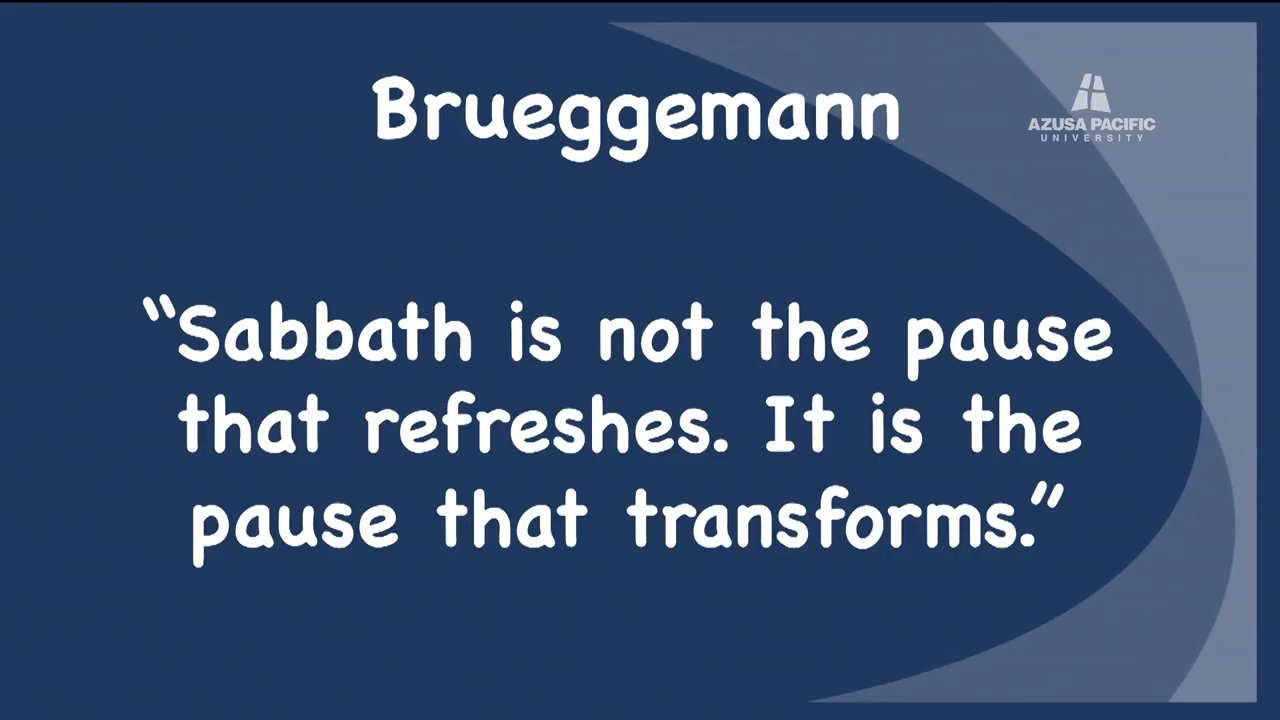 Brueggemann
AZUSA PACIFIC
UNIVERSITY
“Sabbath is not the pause
that refreshes. It is the
pause that transforms.”